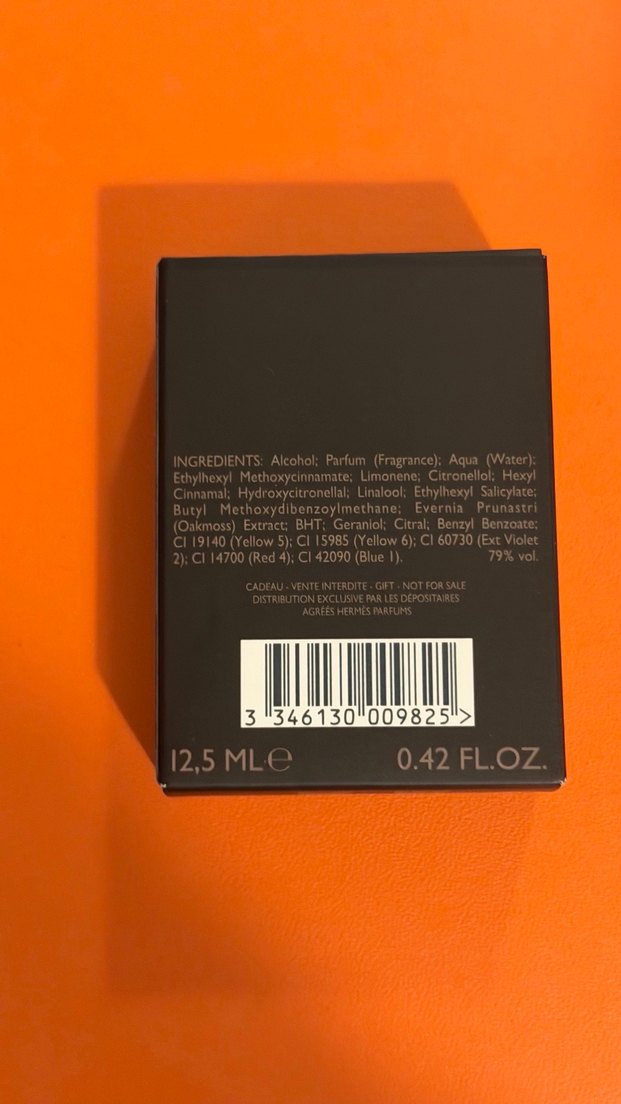 INGREDIENTS: Alcohol; Parfum (Fragrance); Aqua (Water);
Ethylhexyl Methoxycinnamate; Limonene; Citronellol; Hexyl
Cinnamal; Hydroxycitronellal; Linalool; Ethylhexyl Salicylate;
Butyl Methoxydibenzoylmethane; Evernia Prunastri
(Oakmoss) Extract; BHT; Geraniol; Citral; Benzyl Benzoate;
CI 19140 (Yellow 5); CI 15985 (Yellow 6); CI 60730 (Ext Violet
2); CI 14700 (Red 4); CI 42090 (Blue 1). 79% vol.
CADEAU - VENTE INTERDITE - GIFT - NOT FOR SALE
DISTRIBUTION EXCLUSIVE PAR LES DÉPOSITAIRES
AGRÉÉS HERMÈS PARFUMS
3 346130 009825 >
12,5 ML e 0.42 FL.OZ.